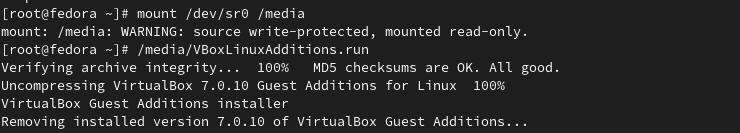 [root@fedora ~]# mount /dev/sr0 /media
mount: /media: WARNING: source write-protected, mounted read-only.
[root@fedora ~]# /media/VBoxLinuxAdditions.run
Verifying archive integrity...  100%   MD5 checksums are OK. All good.
Uncompressing VirtualBox 7.0.10 Guest Additions for Linux  100%
VirtualBox Guest Additions installer
Removing installed version 7.0.10 of VirtualBox Guest Additions...